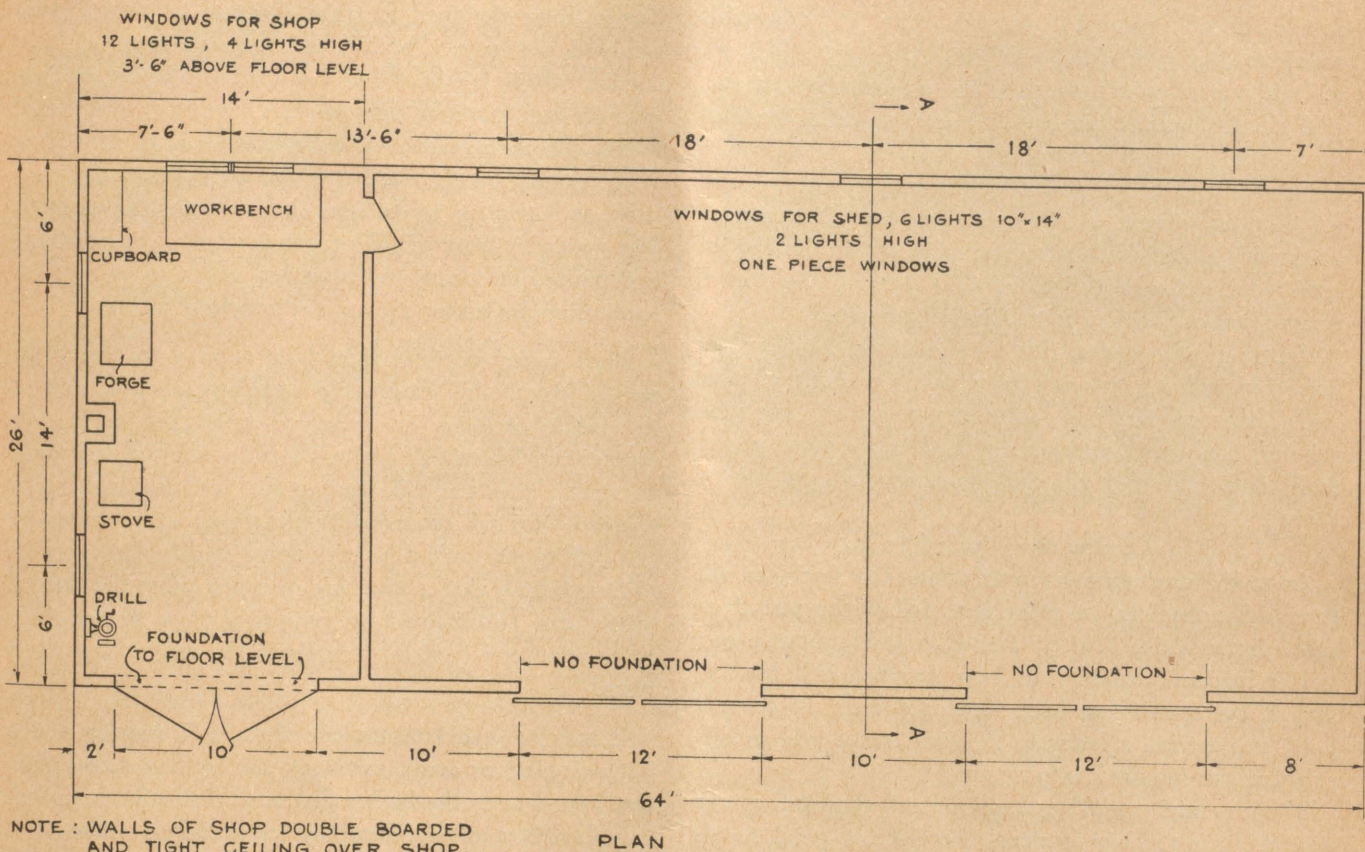 WINDOWS FOR SHOP
12 LIGHTS, 4 LIGHTS HIGH
3'-6" ABOVE FLOOR LEVEL
14'
7'-6"
13'-6"
18'
A
18'
7'
6'
WORKBENCH
CUPBOARD
WINDOWS FOR SHED, 6 LIGHTS 10"x14"
2 LIGHTS HIGH
ONE PIECE WINDOWS
FORGE
26'
14'
STOVE
DRILL
6'
FOUNDATION
TO FLOOR LEVEL
NO FOUNDATION
NO FOUNDATION
A
2'
10'
10'
12'
10'
12'
8'
64'
NOTE: WALLS OF SHOP DOUBLE BOARDED
AND TIGHT CEILING OVER SHOP
PLAN